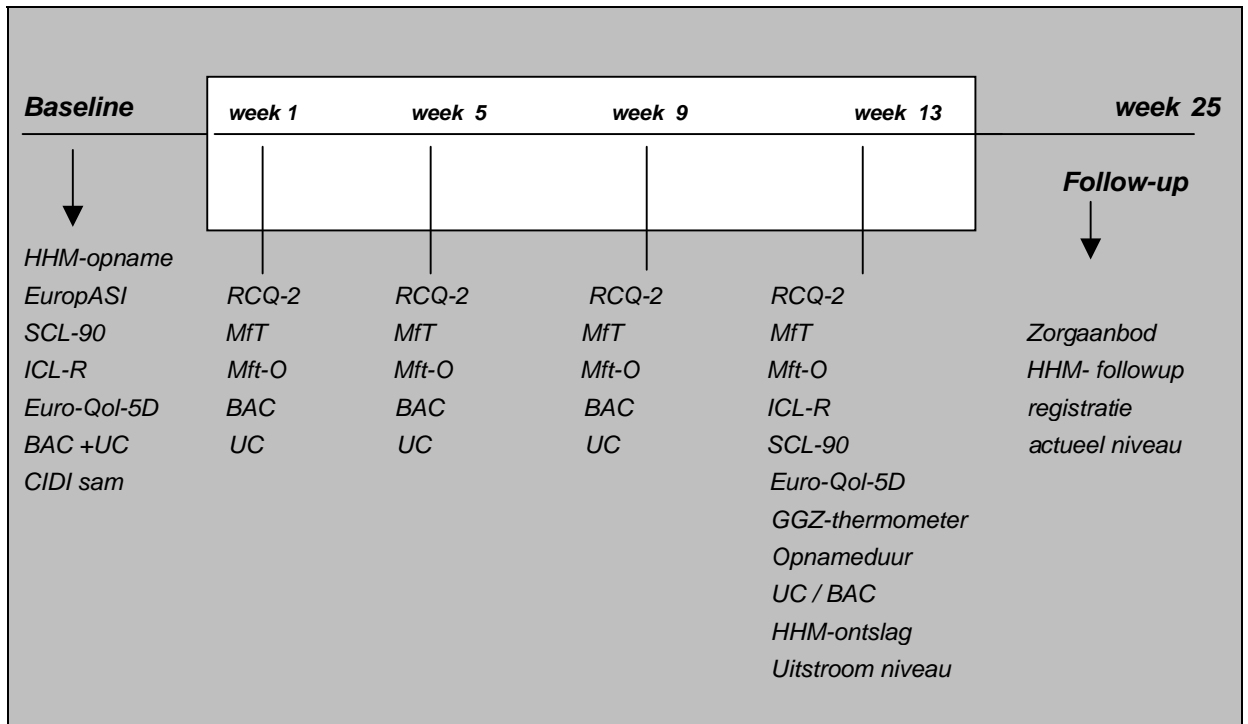 Baseline
week 1
week 5
week 9
week 13
week 25
Follow-up
HHM-opname
EuropASI
SCL-90
ICL-R
Euro-Qol-5D
BAC +UC
CIDI sam
RCQ-2
MfT
Mft-O
BAC
UC
RCQ-2
MfT
Mft-O
BAC
UC
RCQ-2
MfT
Mft-O
BAC
UC
RCQ-2
MfT
Mft-O
ICL-R
SCL-90
Euro-Qol-5D
GGZ-thermometer
Opnameduur
UC / BAC
HHM-ontslag
Uitstroom niveau
Zorgaanbod
HHM- followup
registratie
actueel niveau